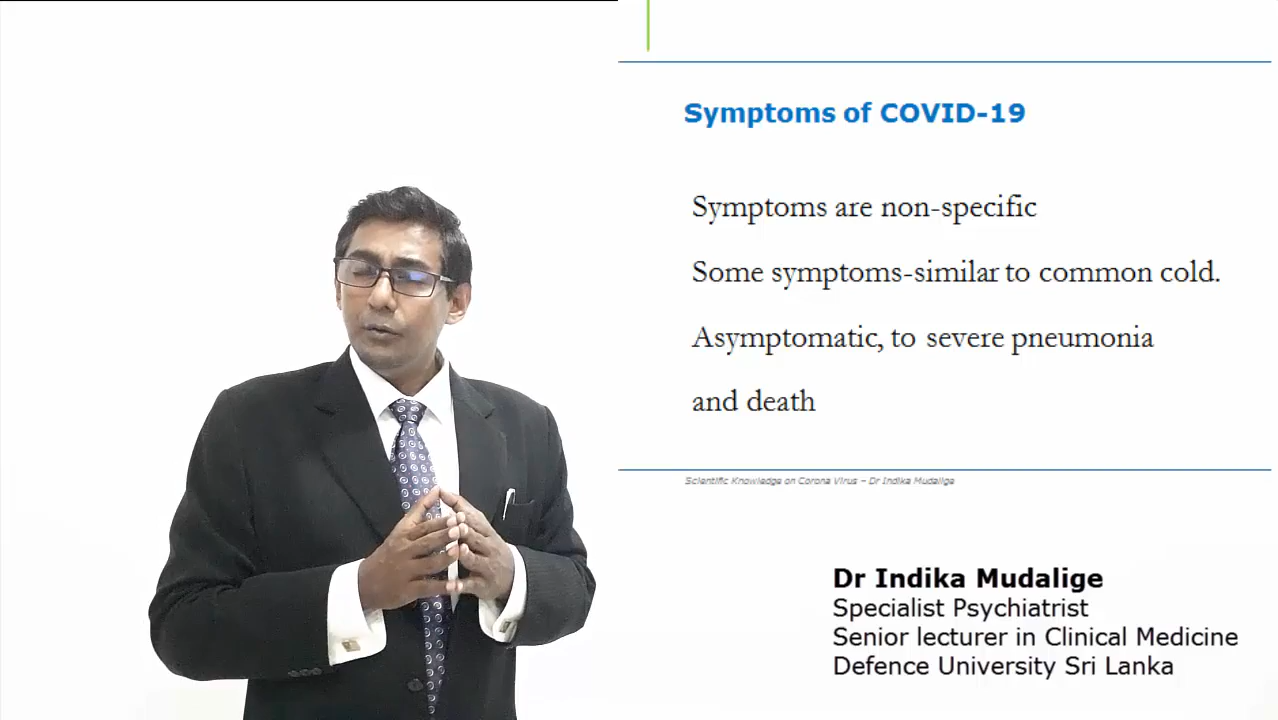 Symptoms of COVID-19
Symptoms are non-specific
Some symptoms-similar to common cold.
Asymptomatic, to severe pneumonia
and death
Scientific Knowledge on Corona Virus – Dr Indika Mudalige
Dr Indika Mudalige
Specialist Psychiatrist
Senior lecturer in Clinical Medicine
Defence University Sri Lanka